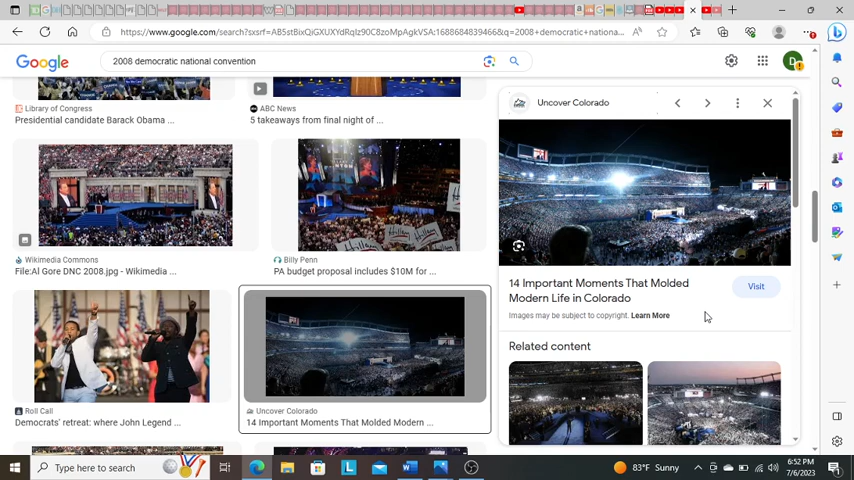 https://www.google.com/search?sxsrf=AB5stBixQiGXUXYdRqIz90C8zoMpAgkVSA:1688684839466&q=2008+democratic+nationa...
Google
2008 democratic national convention
Library of Congress
Presidential candidate Barack Obama ...
ABC News
5 takeaways from final night of ...
Wikimedia Commons
File:Al Gore DNC 2008.jpg - Wikimedia ...
Billy Penn
PA budget proposal includes $10M for ...
Roll Call
Democrats' retreat: where John Legend ...
Uncover Colorado
14 Important Moments That Molded Modern ...
Uncover Colorado
14 Important Moments That Molded
Modern Life in Colorado
Visit
Images may be subject to copyright. Learn More
Related content
Type here to search
83°F Sunny
6:52 PM
7/6/2023